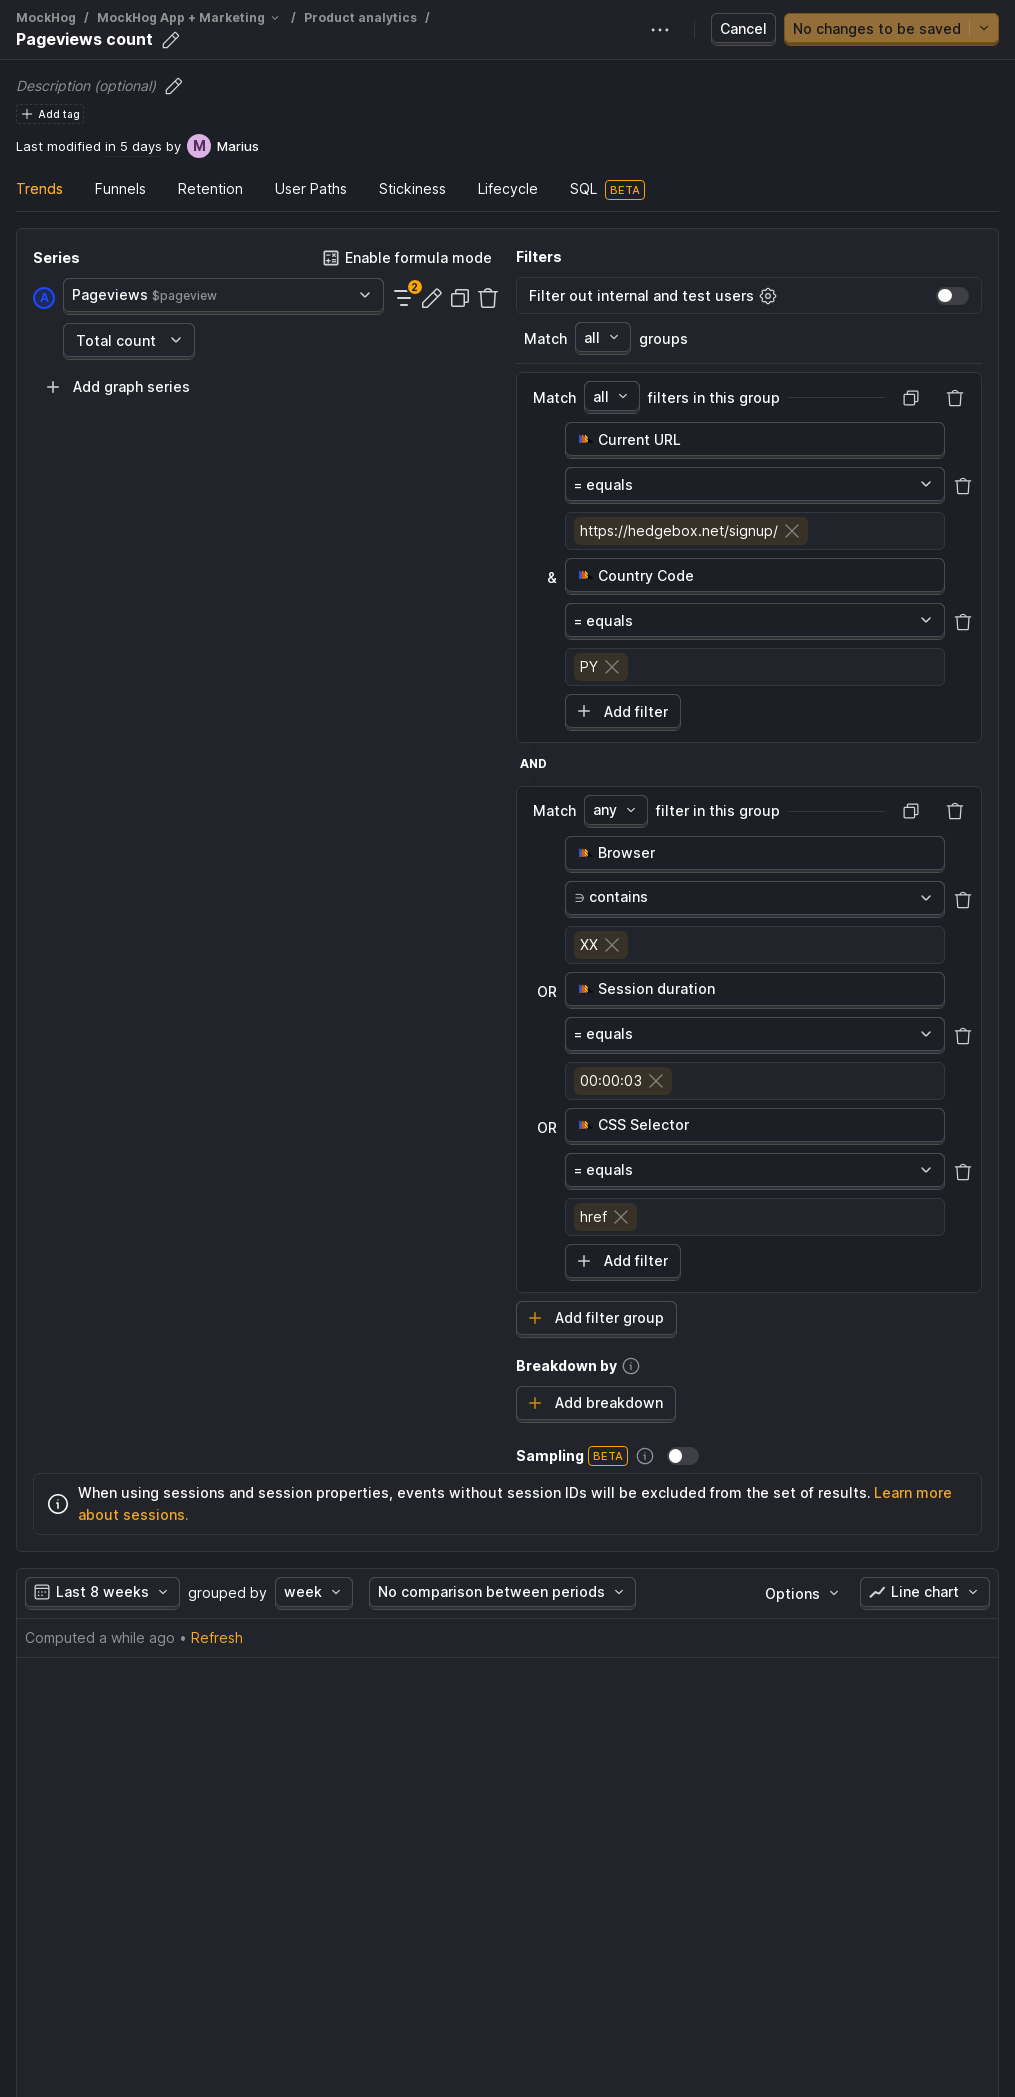 MockHog / MockHog App + Marketing / Product analytics /
Pageviews count
Cancel
No changes to be saved
Description (optional)
+ Add tag
Last modified in 5 days by M Marius
Trends Funnels Retention User Paths Stickiness Lifecycle SQL BETA
Series
Enable formula mode
A Pageviews $pageview
2
Total count
+ Add graph series
Filters
Filter out internal and test users
Match all groups
Match all filters in this group
Current URL
= equals
https://hedgebox.net/signup/
& Country Code
= equals
PY
+ Add filter
AND
Match any filter in this group
Browser
∋ contains
XX
OR Session duration
= equals
00:00:03
OR CSS Selector
= equals
href
+ Add filter
+ Add filter group
Breakdown by
+ Add breakdown
Sampling BETA
When using sessions and session properties, events without session IDs will be excluded from the set of results. Learn more
about sessions.
Last 8 weeks grouped by week No comparison between periods Options Line chart
Computed a while ago • Refresh